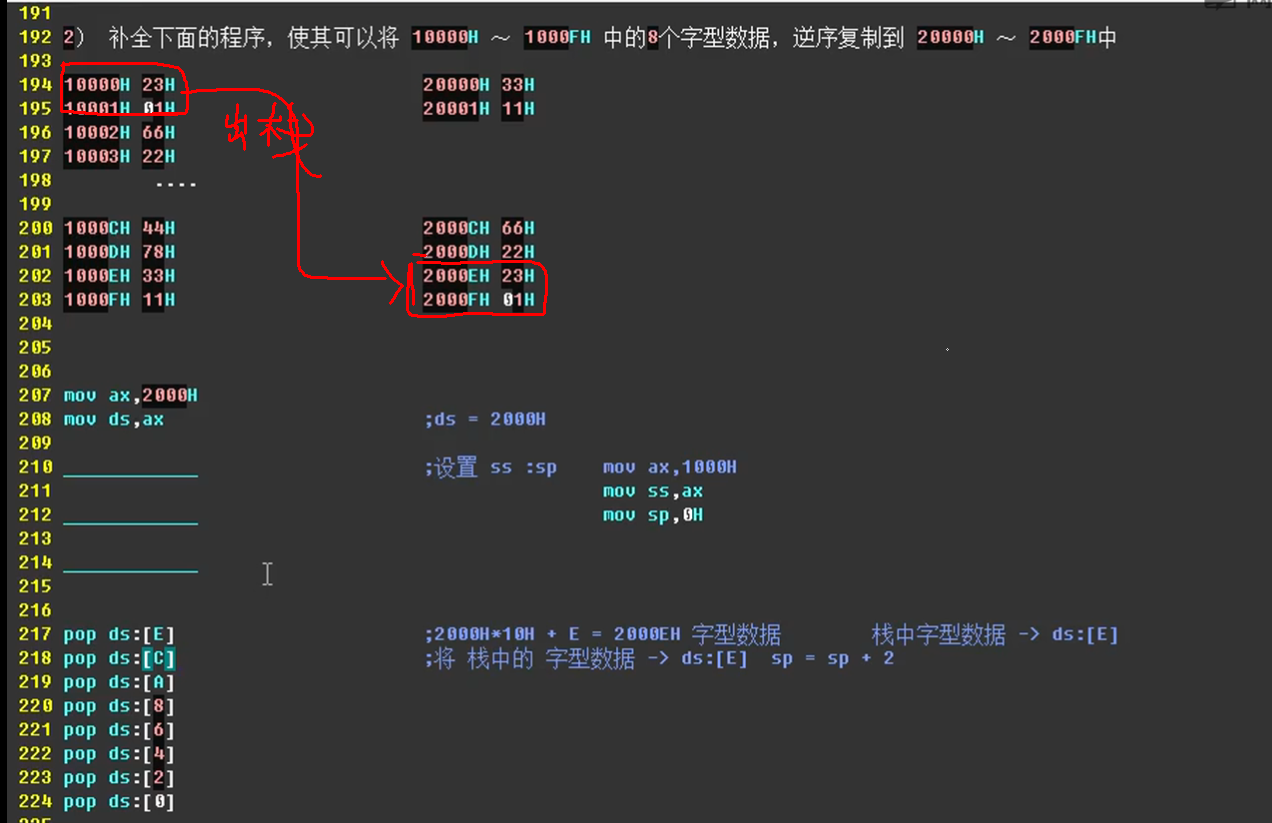 191
192 2） 补全下面的程序，使其可以将 10000H ～ 1000FH 中的8个字型数据，逆序复制到 20000H ～ 2000FH中
193
194 10000H 23H 20000H 33H
195 10001H 01H 20001H 11H
出栈
196 10002H 66H
197 10003H 22H
198 ....
199
200 1000CH 44H 2000CH 66H
201 1000DH 78H 2000DH 22H
202 1000EH 33H 2000EH 23H
203 1000FH 11H 2000FH 01H
204
205
206
207 mov ax,2000H
208 mov ds,ax ;ds = 2000H
209
210 ____________ ;设置 ss :sp mov ax,1000H
211 mov ss,ax
212 ____________ mov sp,0H
213
214 ____________
215
216
217 pop ds:[E] ;2000H*10H + E = 2000EH 字型数据 栈中字型数据 -> ds:[E]
218 pop ds:[C] ;将 栈中的 字型数据 -> ds:[E] sp = sp + 2
219 pop ds:[A]
220 pop ds:[8]
221 pop ds:[6]
222 pop ds:[4]
223 pop ds:[2]
224 pop ds:[0]